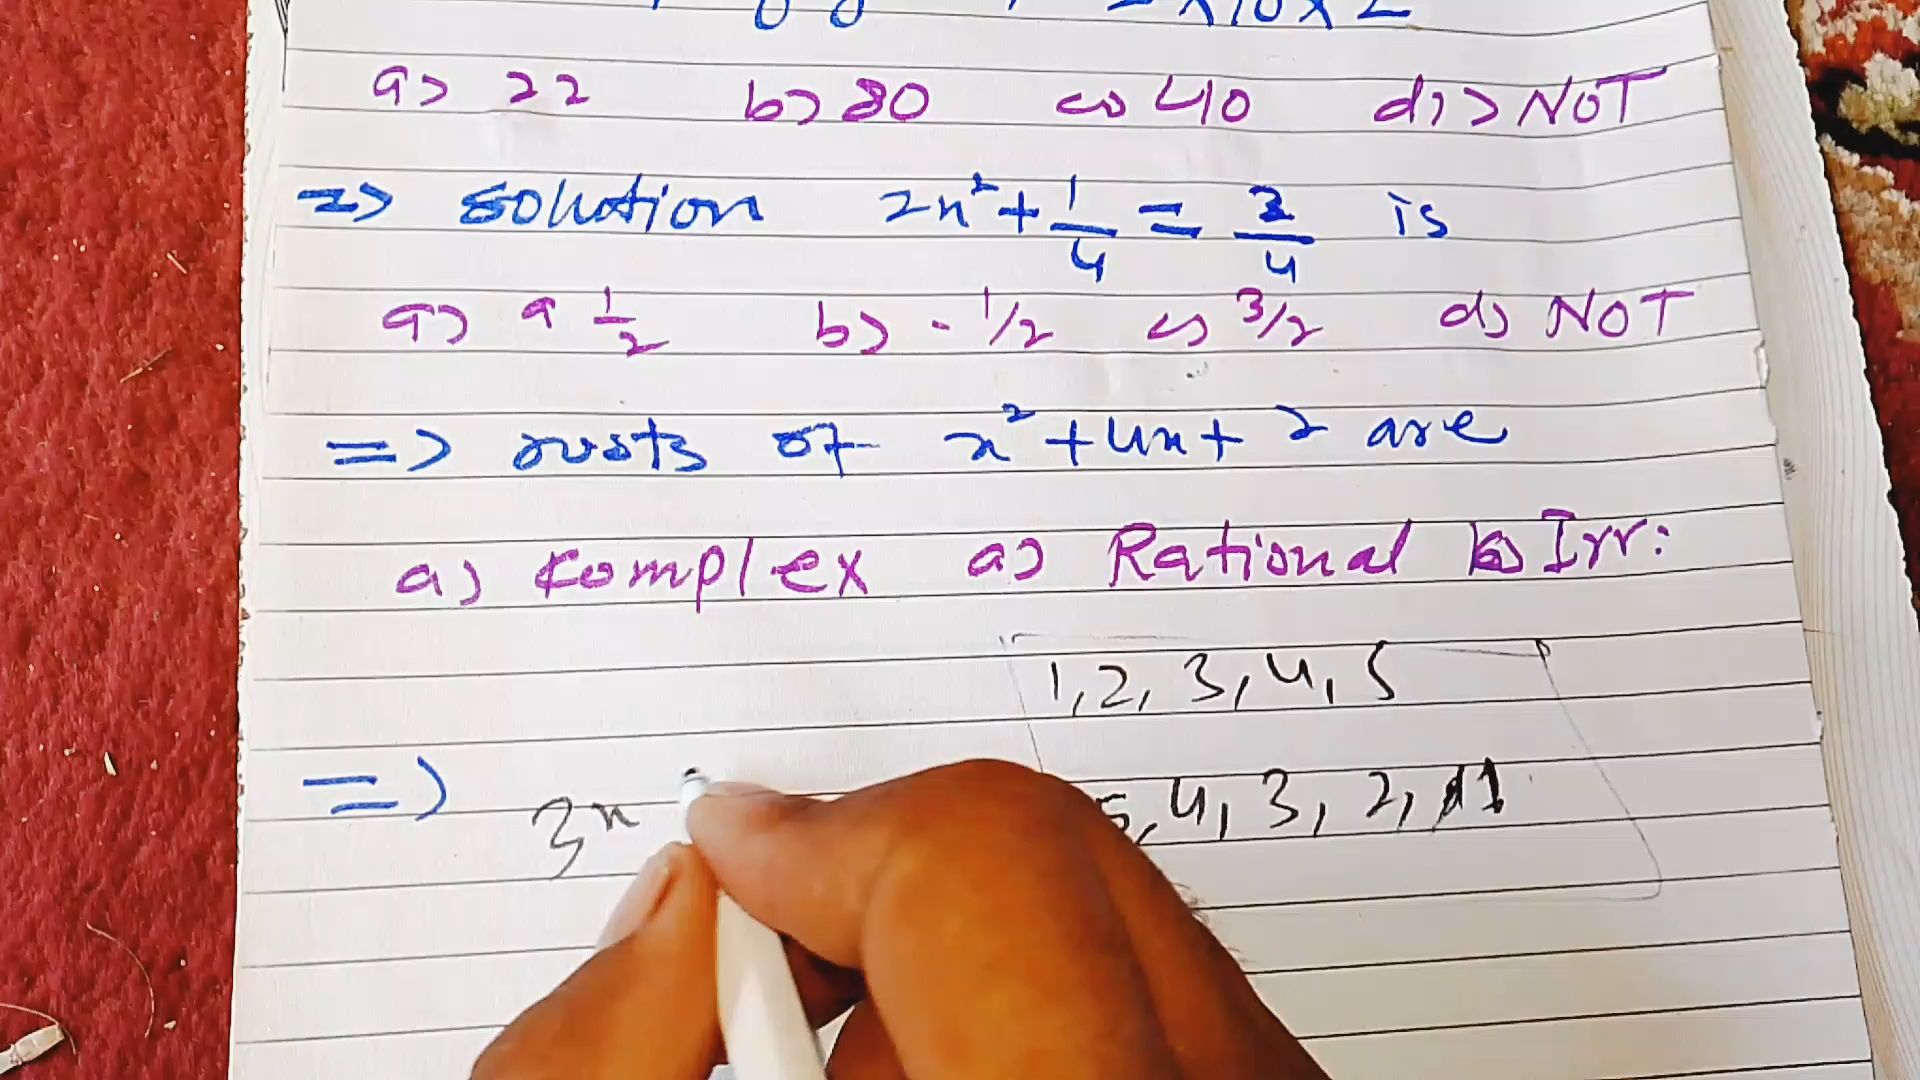 a) 22 b) 80 c) 40 d) > NOT
=> solution 2x² + 1/4 = 3/4 is
a) 1/2 b) - 1/2 c) 3/2 d) NOT
=> roots of x² + 4x + 2 are
a) Complex a) Rational b) Irr:
1, 2, 3, 4, 5
=> 3ˣ 5, 4, 3, 2, 1